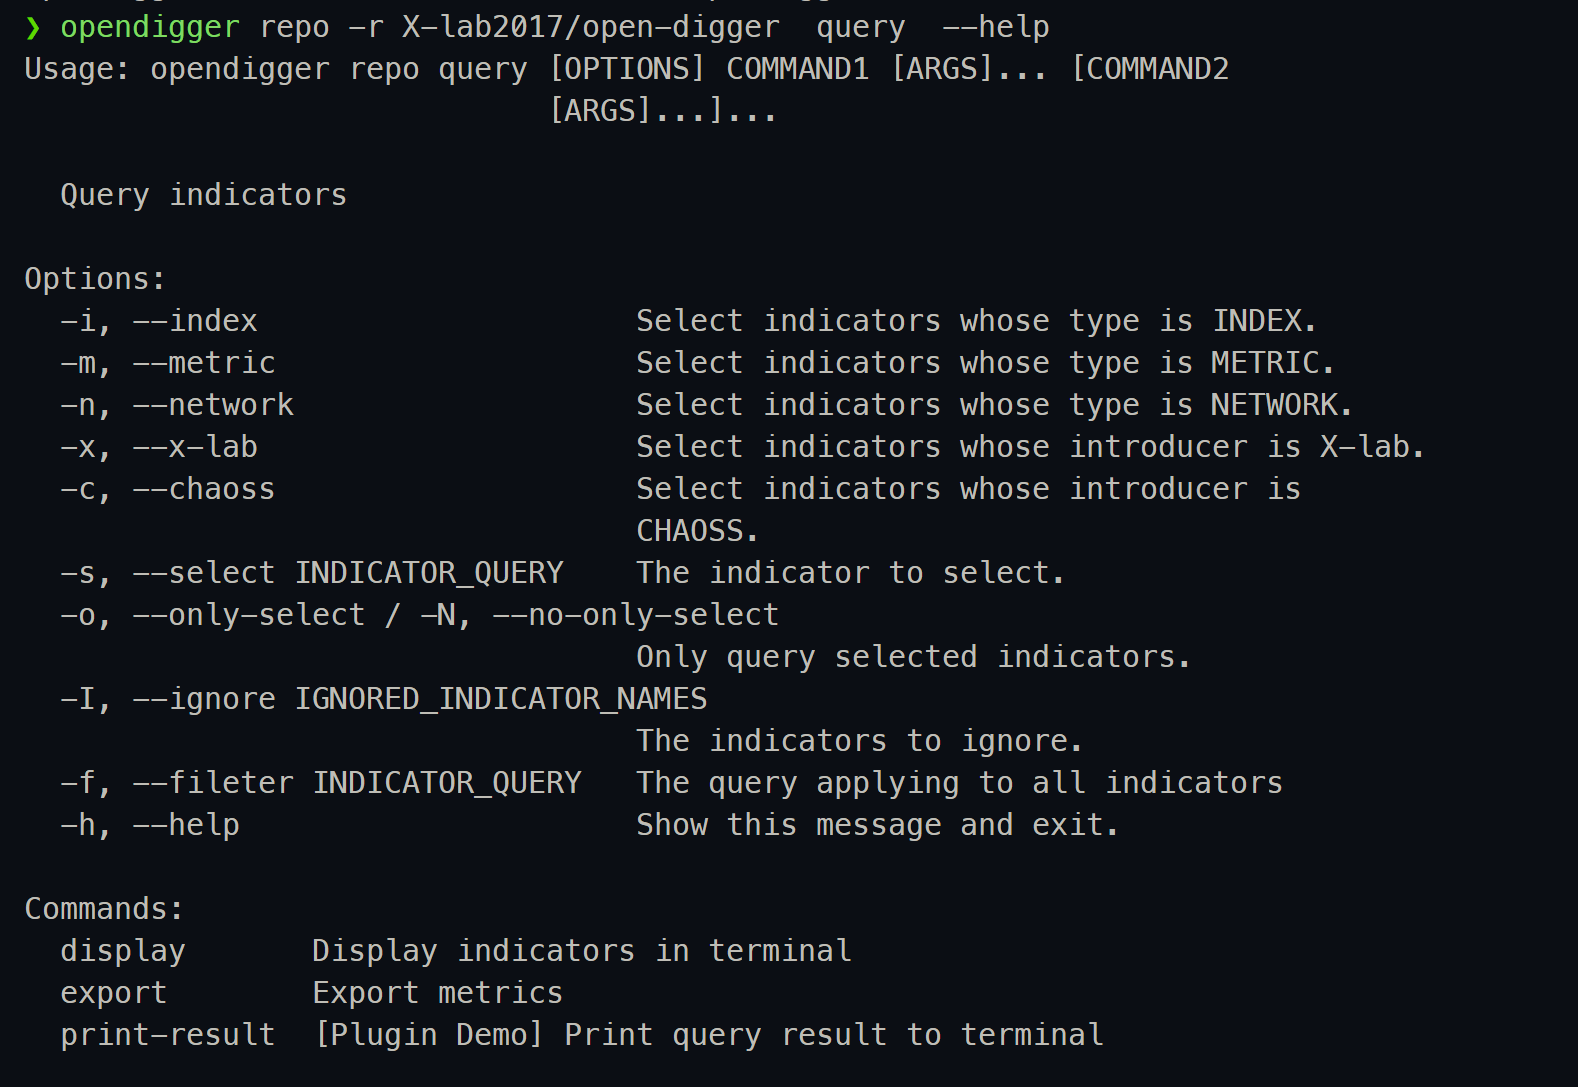 ❯ opendigger repo -r X-lab2017/open-digger  query  --help
Usage: opendigger repo query [OPTIONS] COMMAND1 [ARGS]... [COMMAND2
                             [ARGS]...]...

  Query indicators

Options:
  -i, --index                     Select indicators whose type is INDEX.
  -m, --metric                    Select indicators whose type is METRIC.
  -n, --network                   Select indicators whose type is NETWORK.
  -x, --x-lab                     Select indicators whose introducer is X-lab.
  -c, --chaoss                    Select indicators whose introducer is
                                  CHAOSS.
  -s, --select INDICATOR_QUERY    The indicator to select.
  -o, --only-select / -N, --no-only-select
                                  Only query selected indicators.
  -I, --ignore IGNORED_INDICATOR_NAMES
                                  The indicators to ignore.
  -f, --fileter INDICATOR_QUERY   The query applying to all indicators
  -h, --help                      Show this message and exit.

Commands:
  display       Display indicators in terminal
  export        Export metrics
  print-result  [Plugin Demo] Print query result to terminal